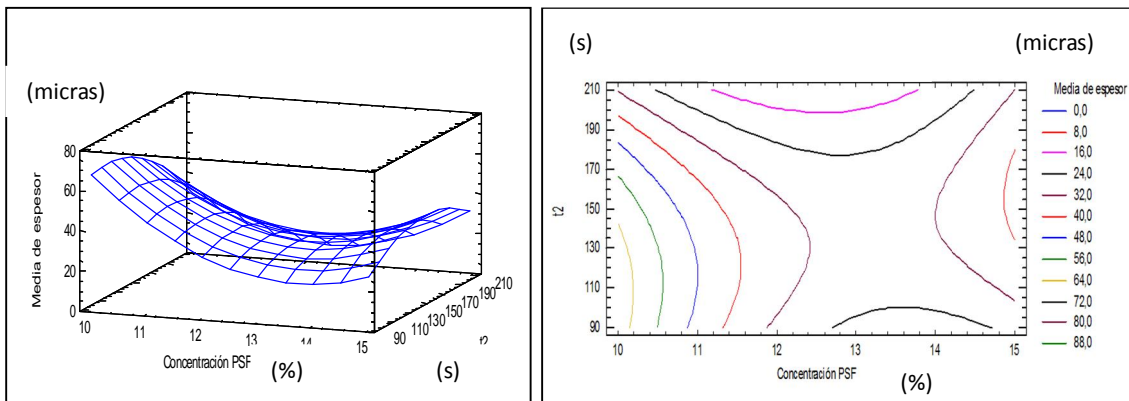 (micras)
Media de espesor
80
60
40
20
0
10 11 12 13 14 15
Concentración PSF
(%)
90 110 130 150 170 190 210
t2
(s)
(s)
(micras)
t2
210
190
170
150
130
110
90
10 11 12 13 14 15
Concentración PSF
(%)
Media de espesor
0,0
8,0
16,0
24,0
32,0
40,0
48,0
56,0
64,0
72,0
80,0
88,0